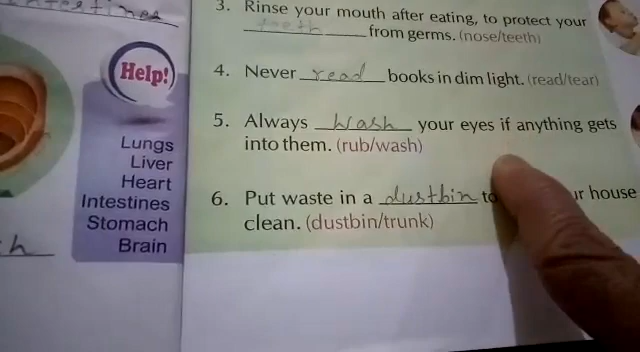 3. Rinse your mouth after eating, to protect your
teeth from germs. (nose/teeth)
4. Never read books in dim light. (read/tear)
5. Always wash your eyes if anything gets
into them. (rub/wash)
6. Put waste in a dustbin to ur house
clean. (dustbin/trunk)
Help!
Lungs
Liver
Heart
Intestines
Stomach
Brain
h